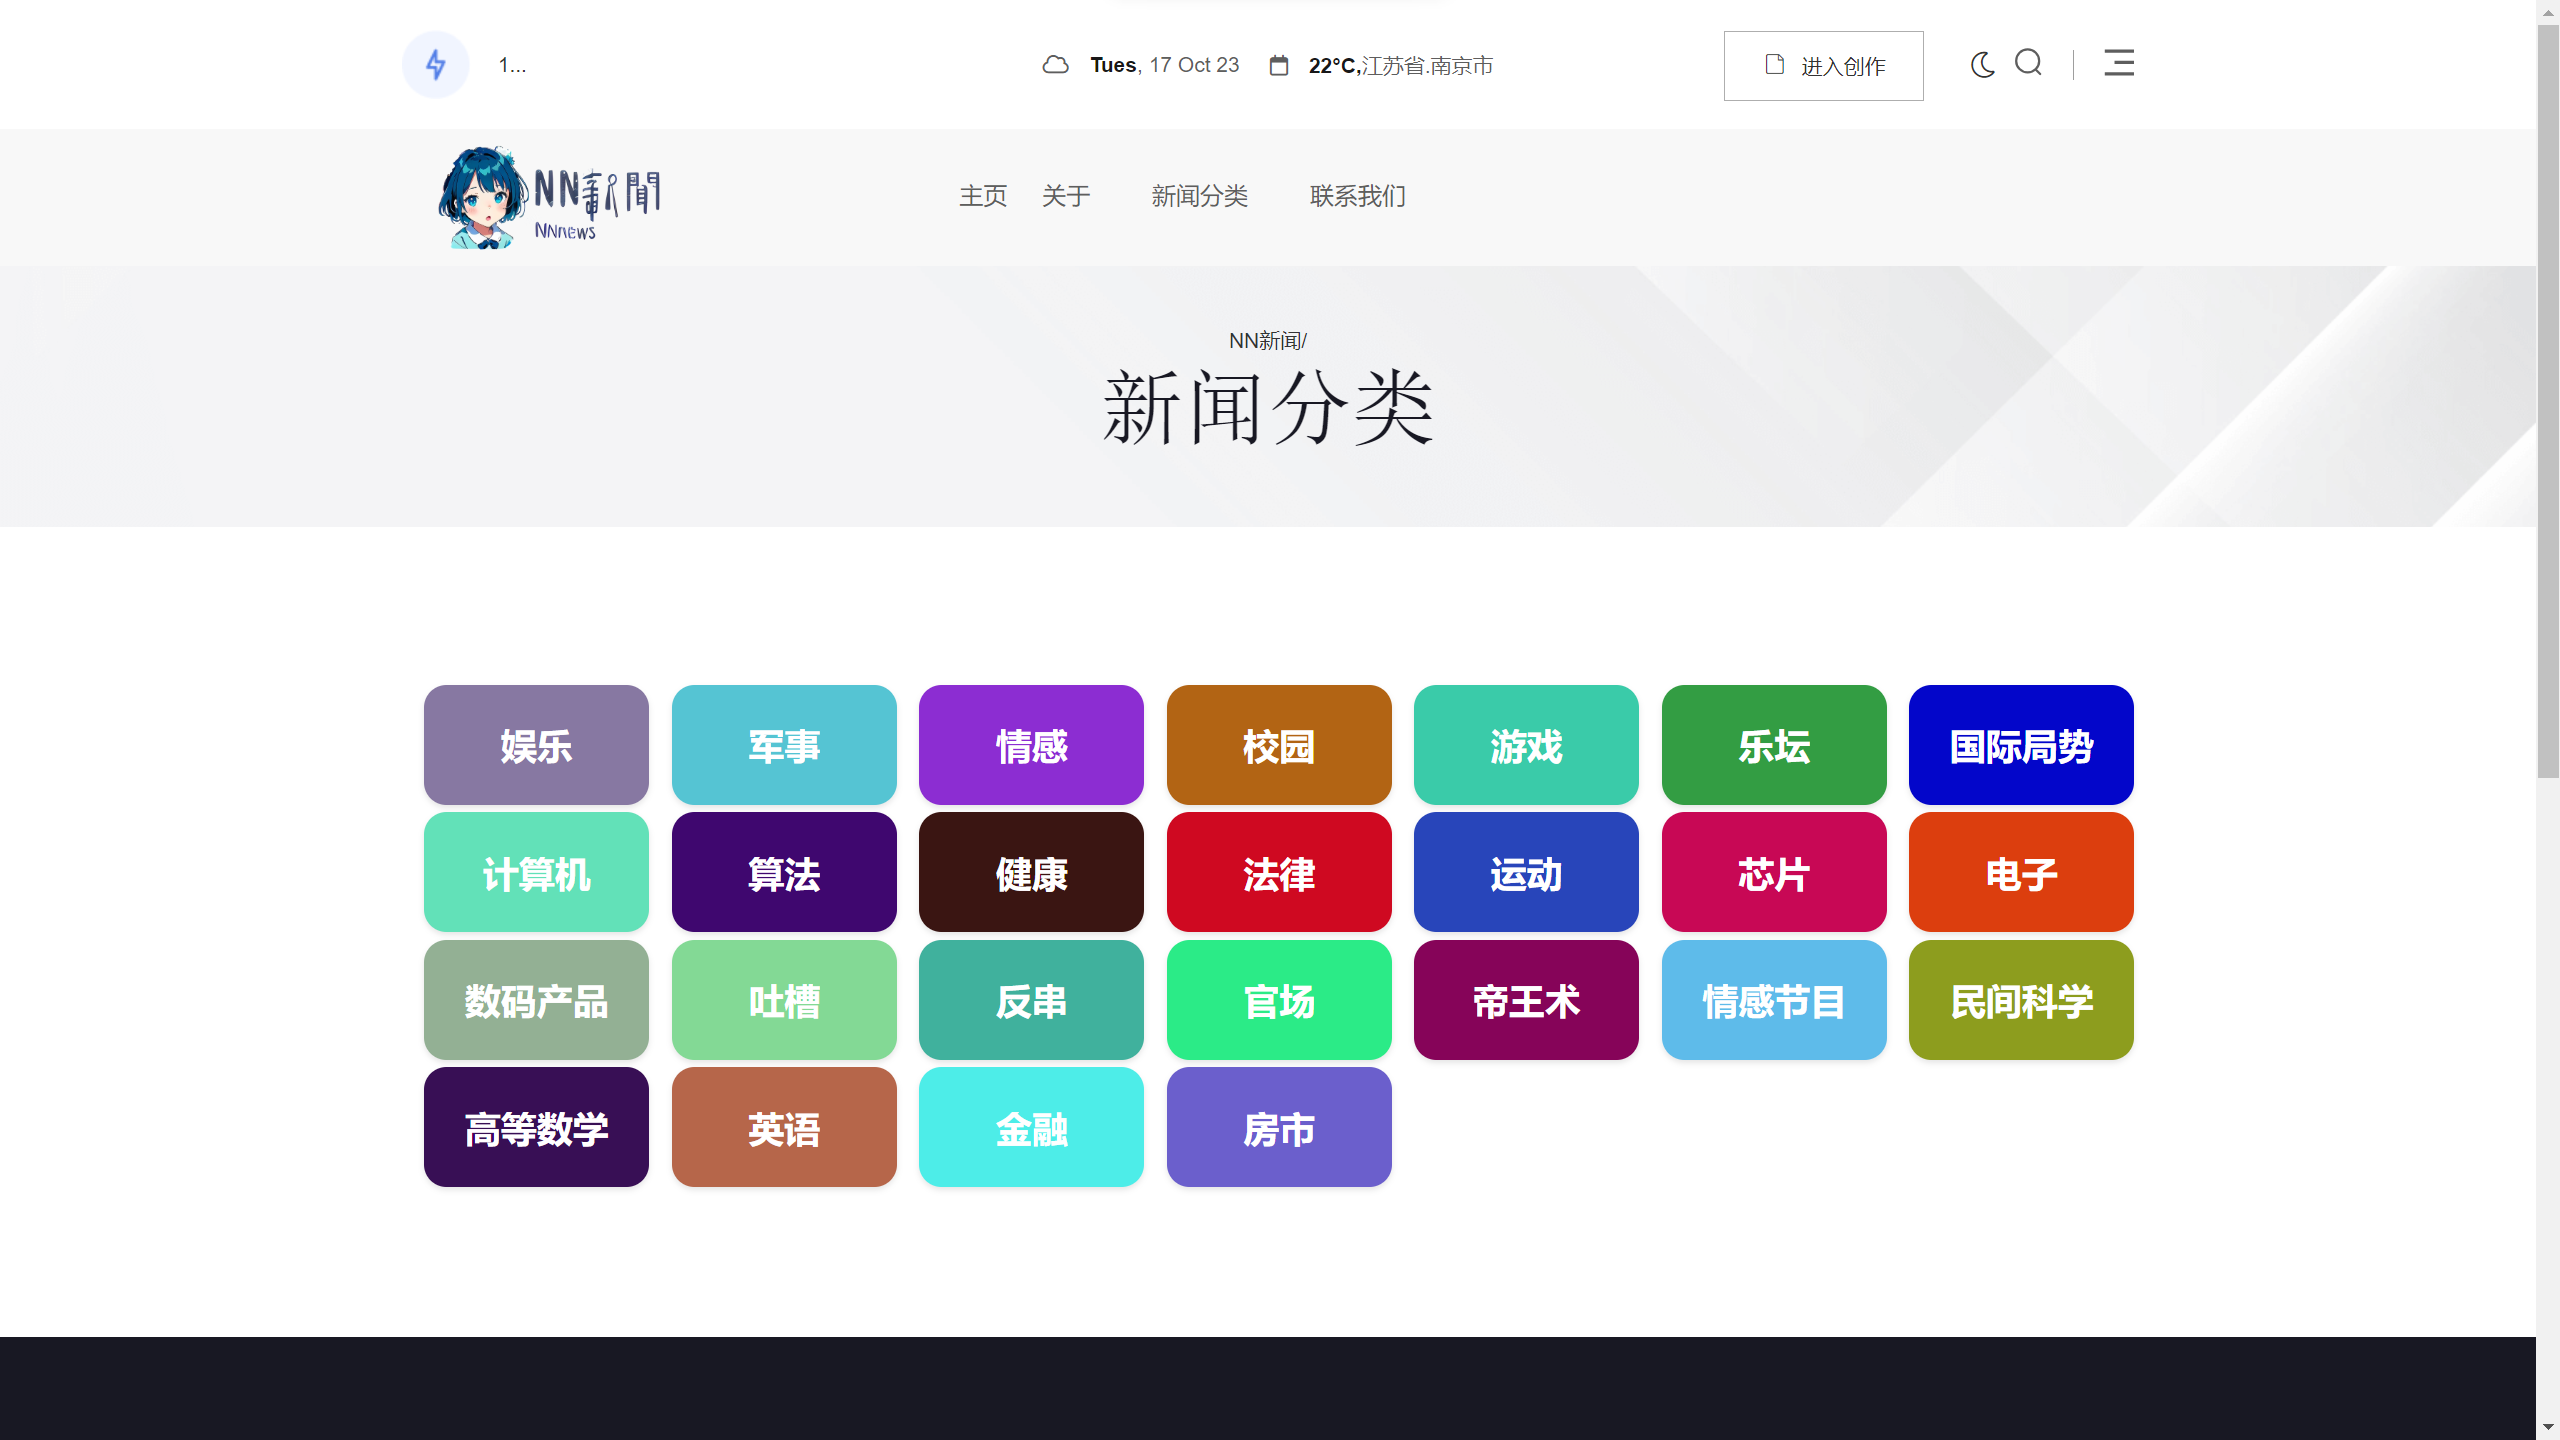 1...
Tues, 17 Oct 23
22°C,江苏省.南京市
进入创作
NN新聞
NNnews
主页
关于
新闻分类
联系我们
NN新闻/
新闻分类
娱乐
军事
情感
校园
游戏
乐坛
国际局势
计算机
算法
健康
法律
运动
芯片
电子
数码产品
吐槽
反串
官场
帝王术
情感节目
民间科学
高等数学
英语
金融
房市